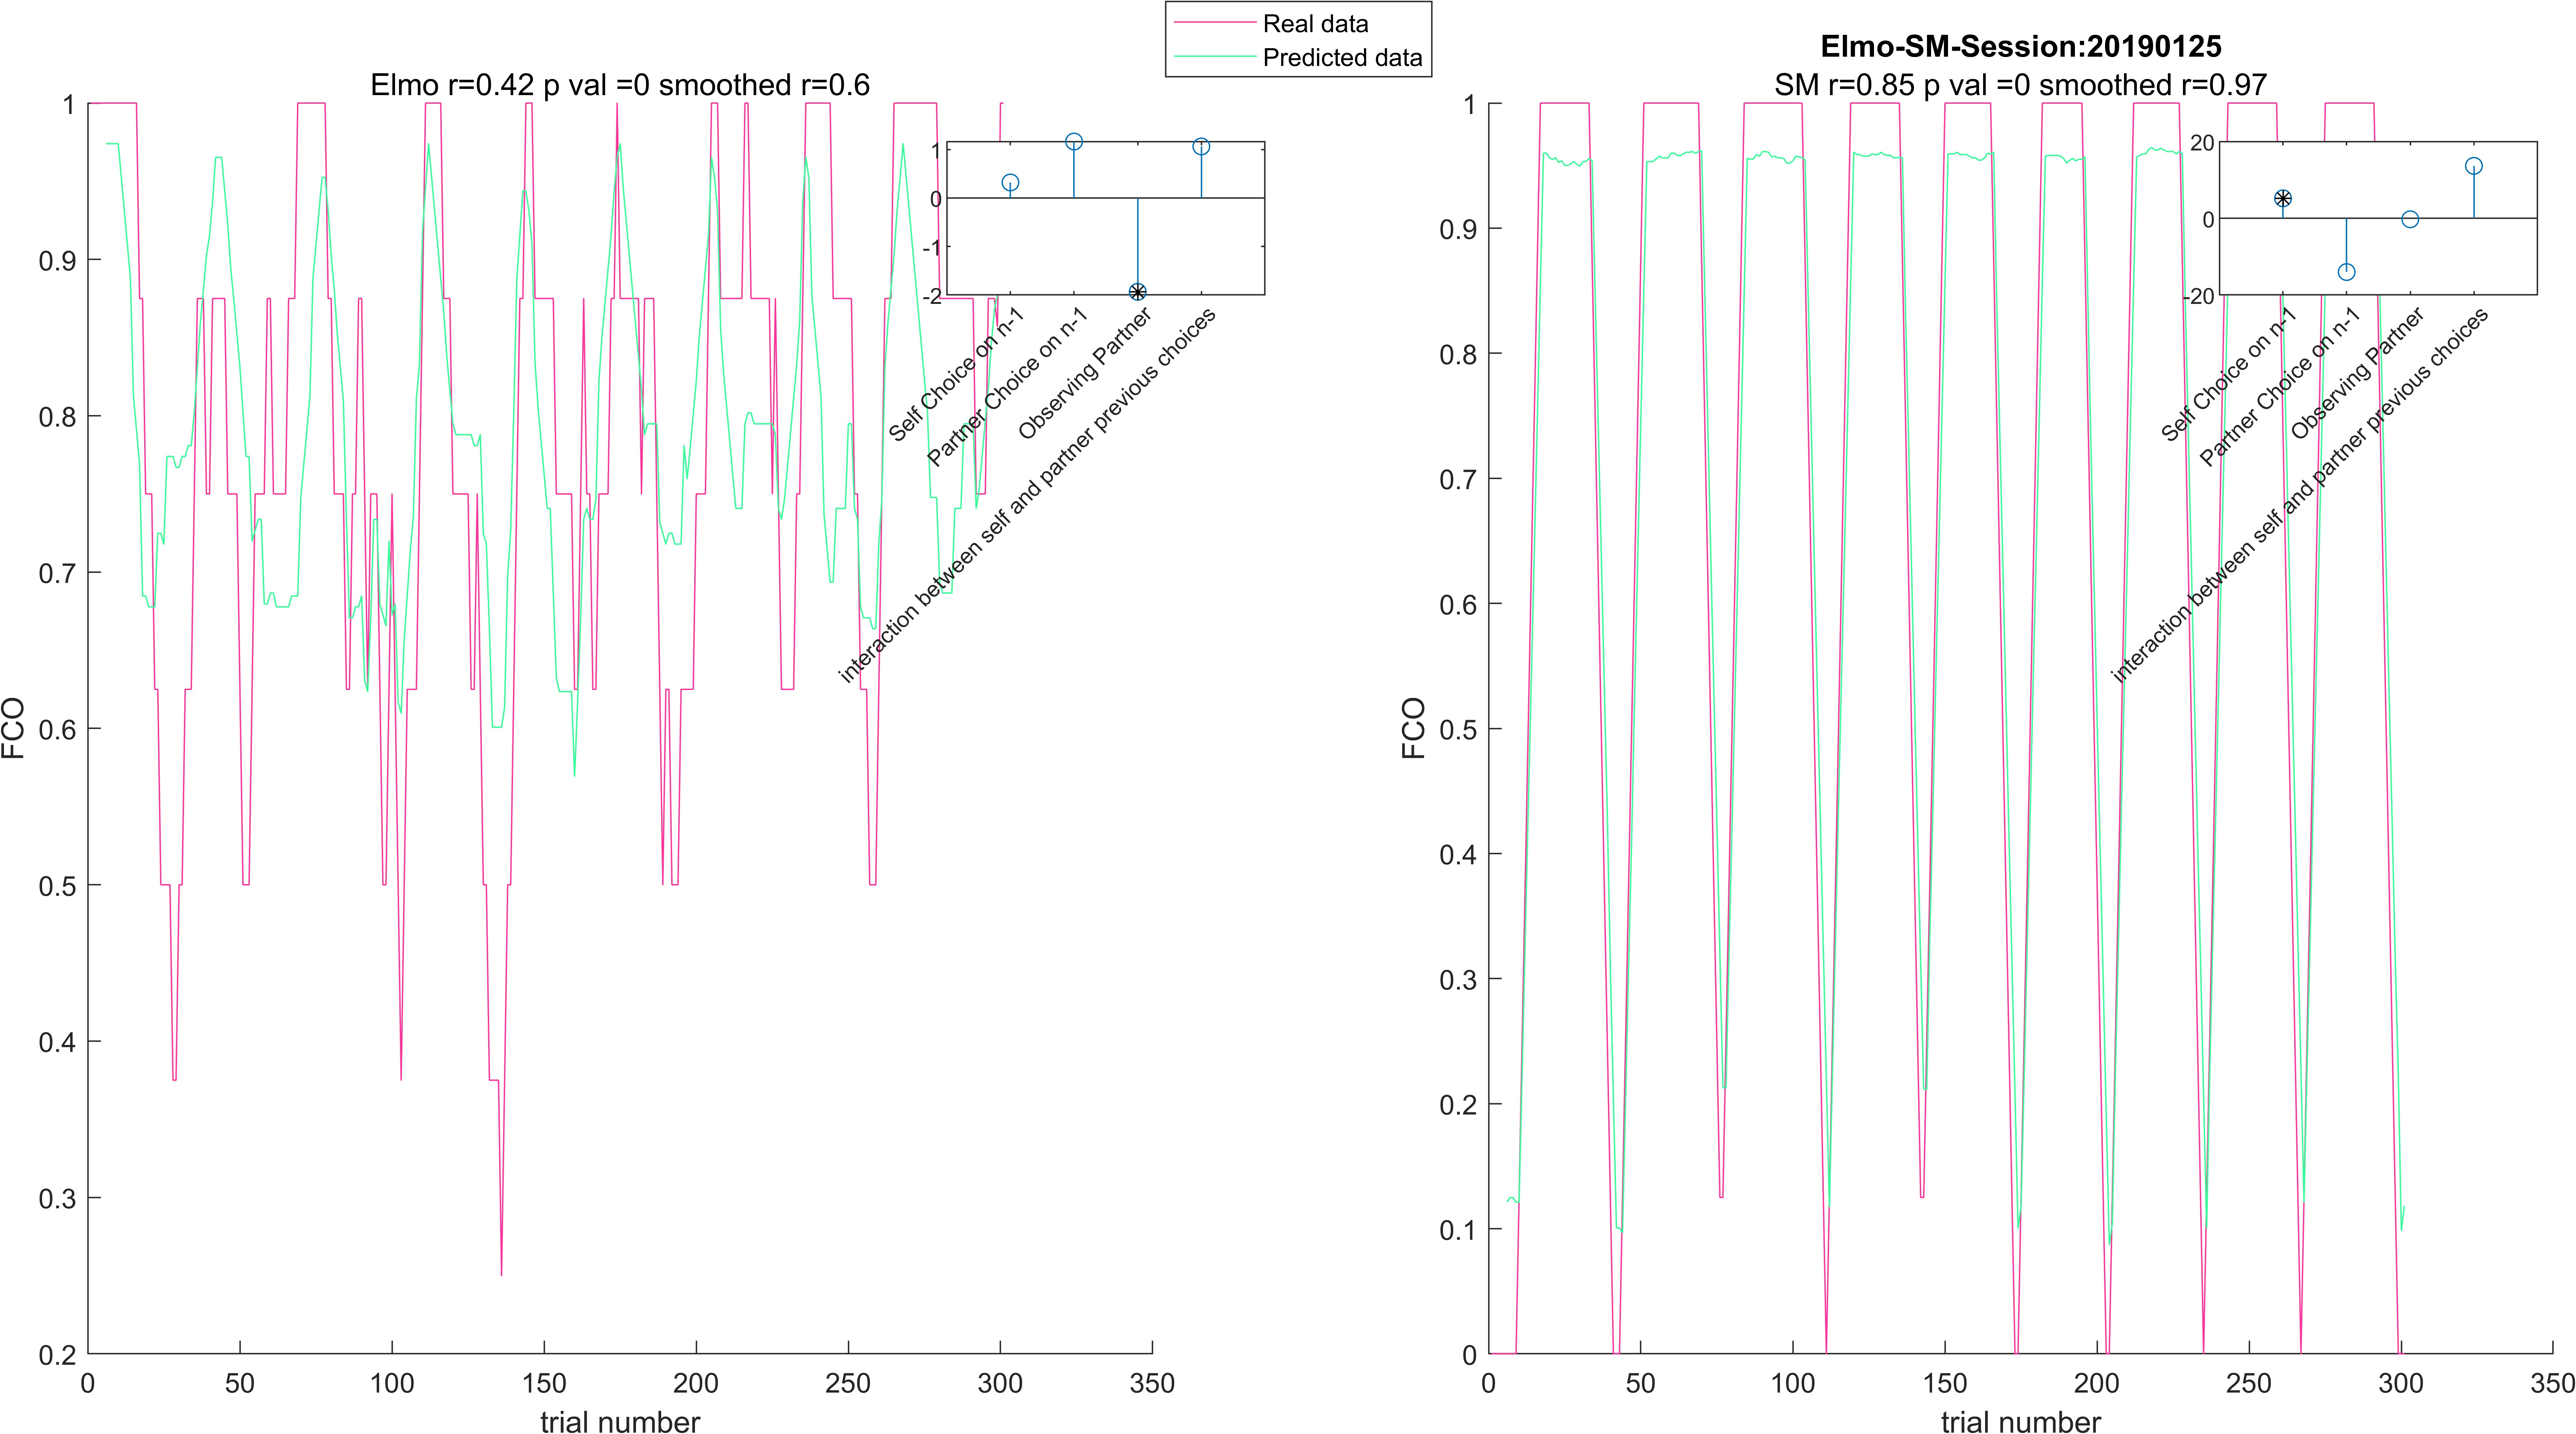 Real data
Predicted data
Elmo r=0.42 p val =0 smoothed r=0.6
1
0.9
0.8
0.7
0.6
0.5
0.4
0.3
0.2
FCO
0
50
100
150
200
250
300
350
trial number
1
0
-1
-2
Self Choice on n-1
Partner Choice on n-1
Observing Partner
interaction between self and partner previous choices
Elmo-SM-Session:20190125
SM r=0.85 p val =0 smoothed r=0.97
1
0.9
0.8
0.7
0.6
0.5
0.4
0.3
0.2
0.1
0
FCO
0
50
100
150
200
250
300
350
trial number
20
0
-20
Self Choice on n-1
Partner Choice on n-1
Observing Partner
interaction between self and partner previous choices